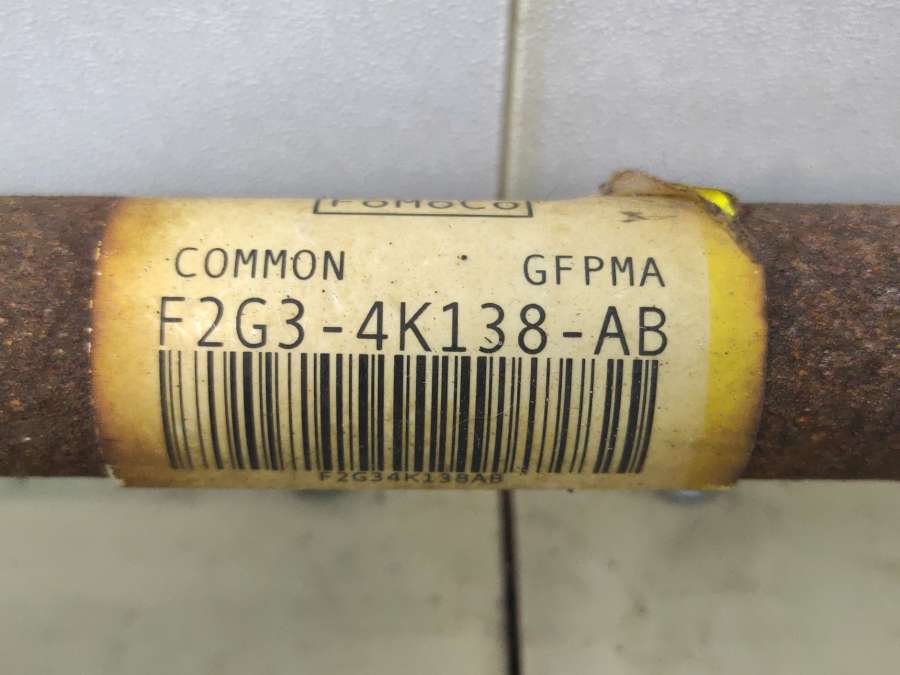 FoMoCo
COMMON GFPMA
F2G3-4K138-AB
F2G34K138AB